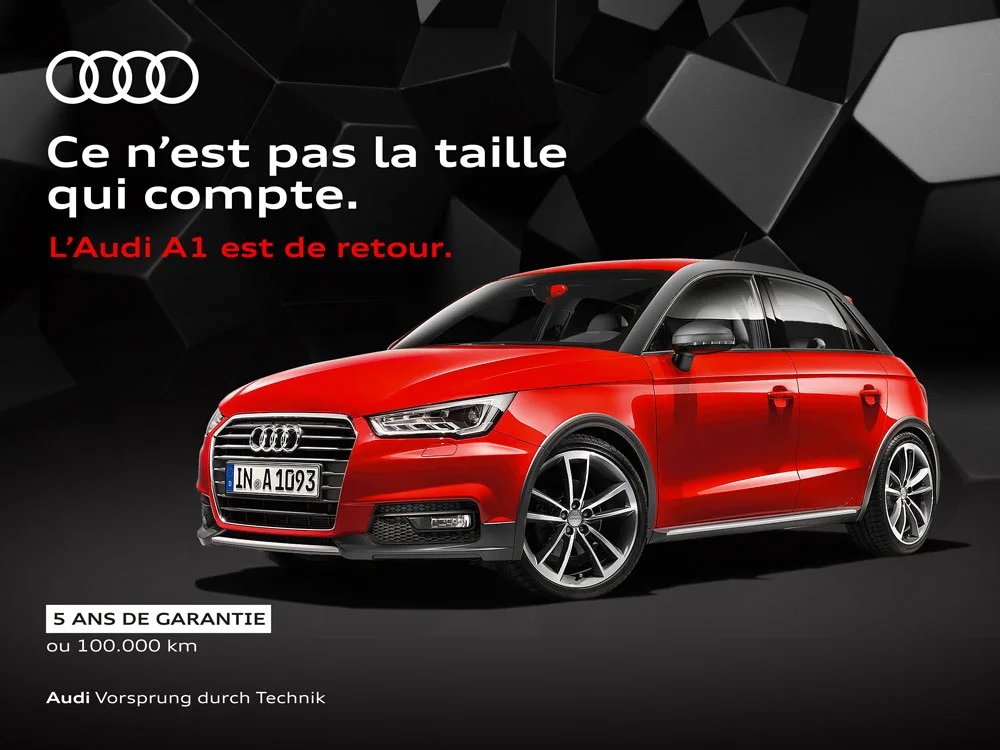 Ce n’est pas la taille
qui compte.
L’Audi A1 est de retour.
IN A 1093
5 ANS DE GARANTIE
ou 100.000 km
Audi Vorsprung durch Technik